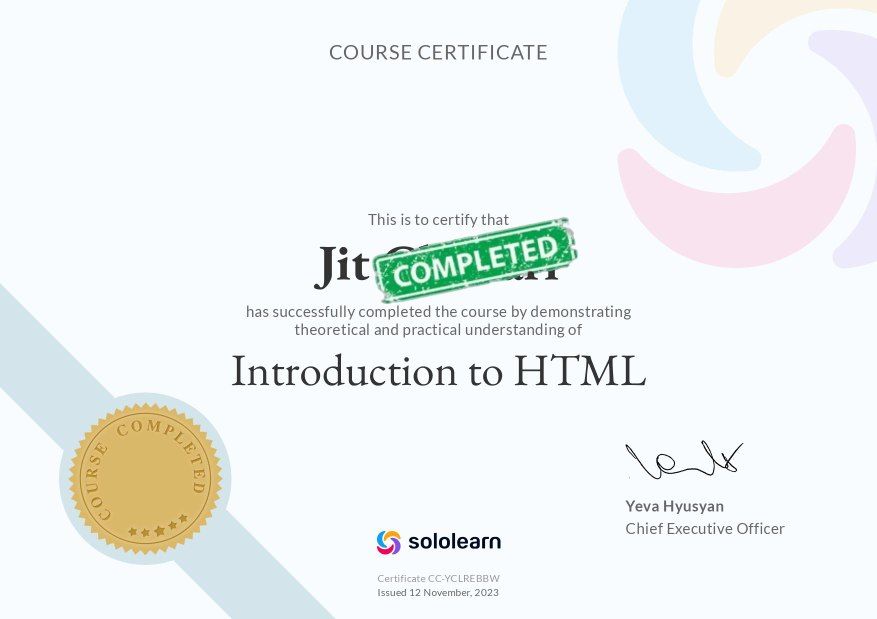 COURSE CERTIFICATE
This is to certify that
Jit
COMPLETED
has successfully completed the course by demonstrating
theoretical and practical understanding of
Introduction to HTML
COURSE COMPLETED
Yeva Hyusyan
Chief Executive Officer
sololearn
Certificate CC-YCLREBBW
Issued 12 November, 2023